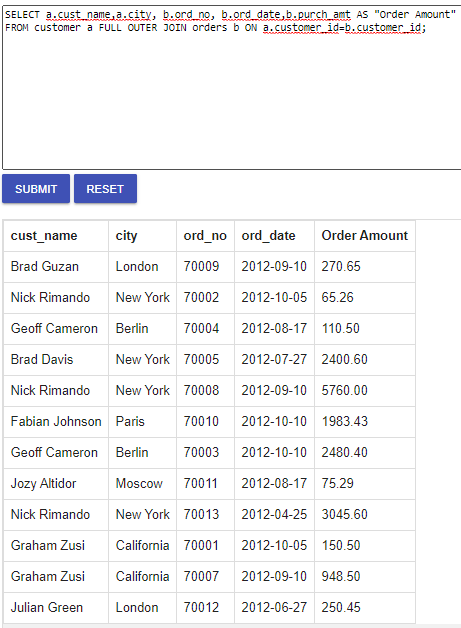 SELECT a.cust_name,a.city, b.ord_no, b.ord_date,b.purch_amt AS "Order Amount"
FROM customer a FULL OUTER JOIN orders b ON a.customer_id=b.customer_id;
SUBMIT RESET
cust_name city ord_no ord_date Order Amount
Brad Guzan London 70009 2012-09-10 270.65
Nick Rimando New York 70002 2012-10-05 65.26
Geoff Cameron Berlin 70004 2012-08-17 110.50
Brad Davis New York 70005 2012-07-27 2400.60
Nick Rimando New York 70008 2012-09-10 5760.00
Fabian Johnson Paris 70010 2012-10-10 1983.43
Geoff Cameron Berlin 70003 2012-10-10 2480.40
Jozy Altidor Moscow 70011 2012-08-17 75.29
Nick Rimando New York 70013 2012-04-25 3045.60
Graham Zusi California 70001 2012-10-05 150.50
Graham Zusi California 70007 2012-09-10 948.50
Julian Green London 70012 2012-06-27 250.45